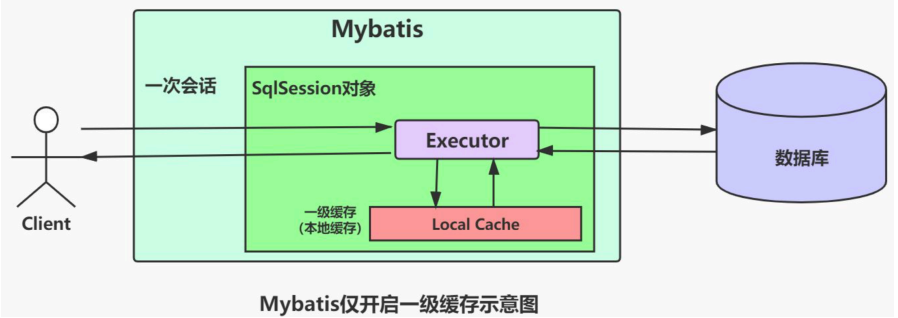 Mybatis
一次会话
SqlSession对象
Executor
数据库
一级缓存
(本地缓存)
Local Cache
Client
Mybatis仅开启一级缓存示意图